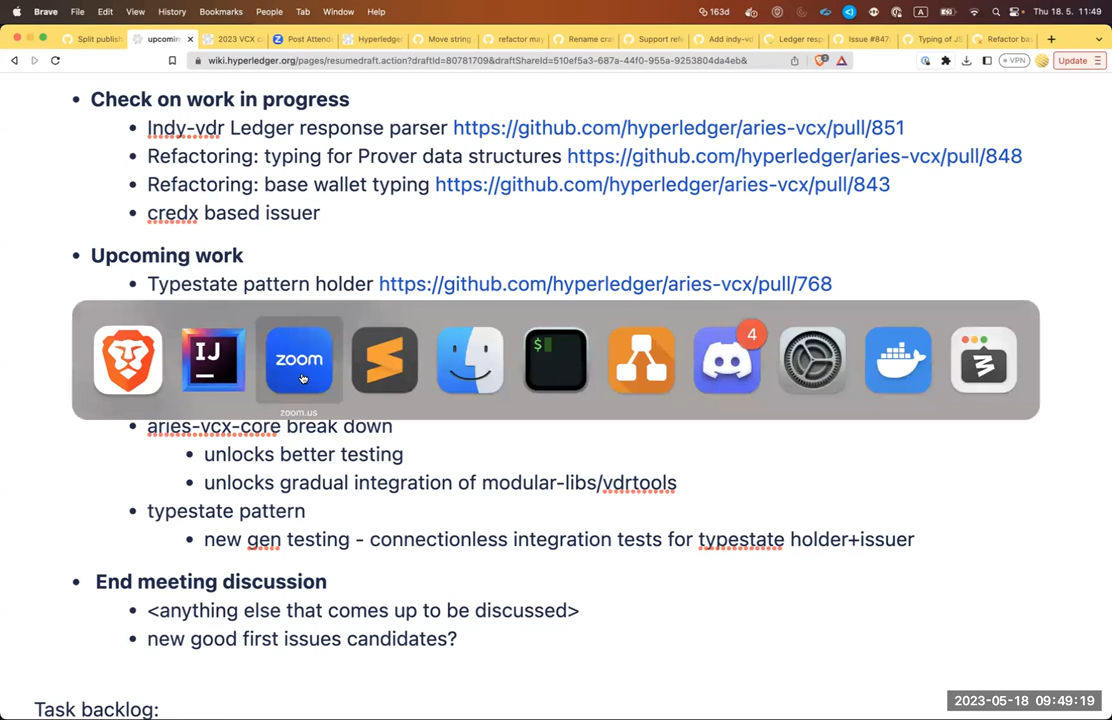 Brave File Edit View History Bookmarks People Tab Window Help 163d A Thu 18. 5. 11:49
Split publi upcomin 2023 VCX c Post Attende Hyperledge Move string refactor may Rename cra Support refe Add indy-vd Ledger respo Issue #847: Typing of JS Refactor bas
wiki.hyperledger.org/pages/resumedraft.action?draftId=80781709&draftShareId=510ef5a3-687a-44f0-955a-9253804da4eb& VPN Update
• Check on work in progress
• Indy-vdr Ledger response parser https://github.com/hyperledger/aries-vcx/pull/851
• Refactoring: typing for Prover data structures https://github.com/hyperledger/aries-vcx/pull/848
• Refactoring: base wallet typing https://github.com/hyperledger/aries-vcx/pull/843
• credx based issuer
• Upcoming work
• Typestate pattern holder https://github.com/hyperledger/aries-vcx/pull/768
IJ
zoom
$
4
zoom.us
• aries-vcx-core break down
• unlocks better testing
• unlocks gradual integration of modular-libs/vdrtools
• typestate pattern
• new gen testing - connectionless integration tests for typestate holder+issuer
• End meeting discussion
• <anything else that comes up to be discussed>
• new good first issues candidates?
2023-05-18 09:49:19
Task backlog: